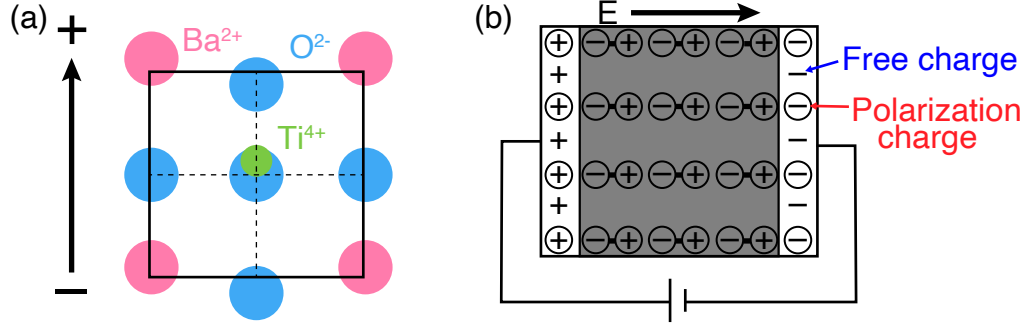 (a)
+
Ba²⁺
O²⁻
Ti⁴⁺
−
(b)
E
⊕ ⊖ ⊕ ⊖ ⊕ ⊖ ⊕ ⊖
+ −
Free charge
⊕ ⊖ ⊕ ⊖ ⊕ ⊖ ⊕ ⊖
Polarization
charge
+ −
⊕ ⊖ ⊕ ⊖ ⊕ ⊖ ⊕ ⊖
+ −
⊕ ⊖ ⊕ ⊖ ⊕ ⊖ ⊕ ⊖